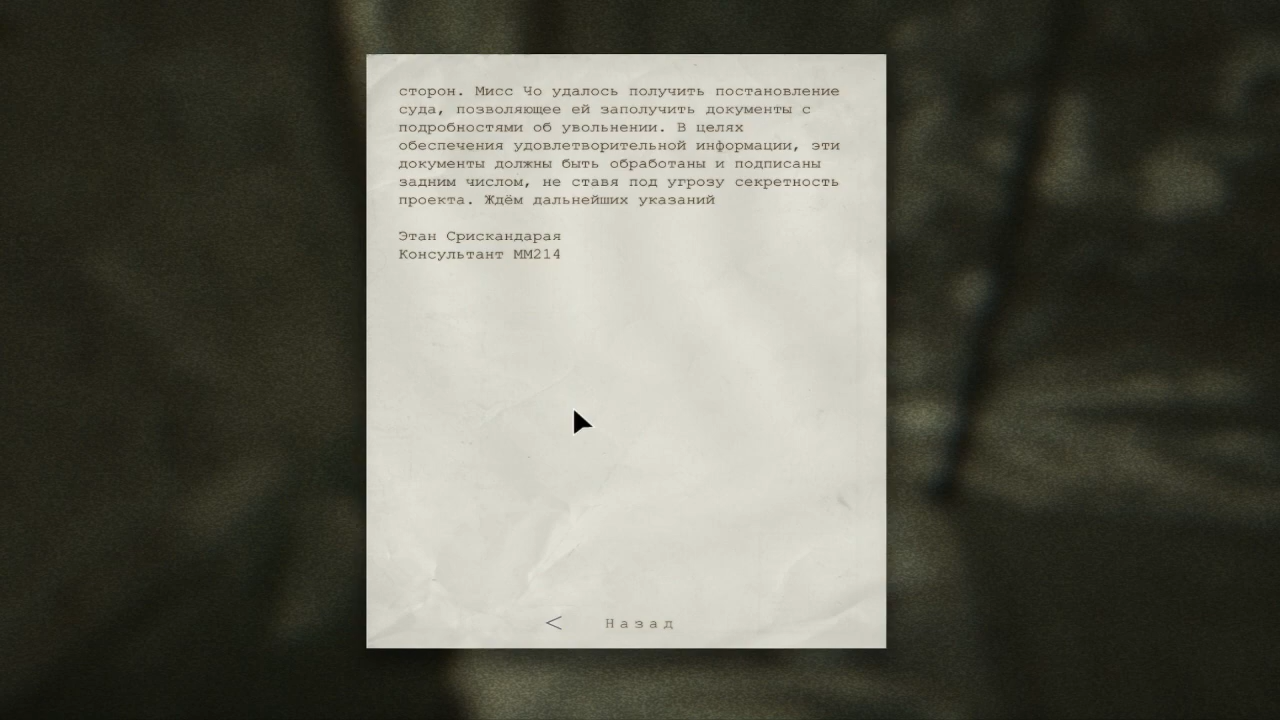 сторон. Мисс Чо удалось получить постановление
суда, позволяющее ей заполучить документы с
подробностями об увольнении. В целях
обеспечения удовлетворительной информации, эти
документы должны быть обработаны и подписаны
задним числом, не ставя под угрозу секретность
проекта. Ждём дальнейших указаний
Этан Срискандарая
Консультант ММ214
< Назад